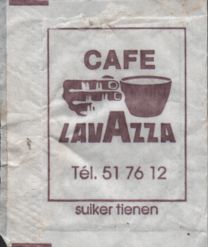 CAFE
LAVAZZA
Tél. 51 76 12
suiker tienen